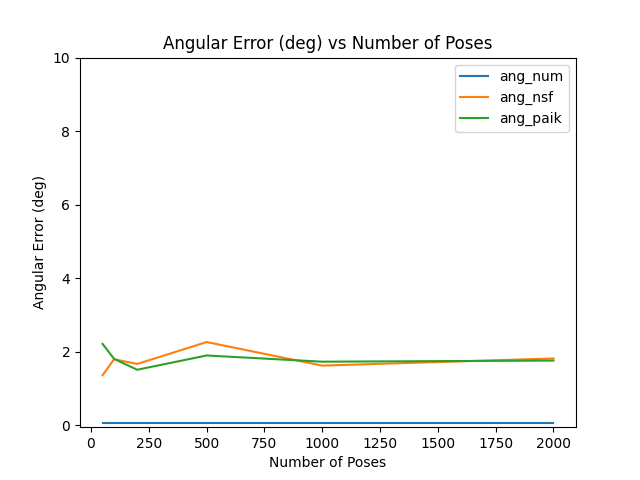 Angular Error (deg) vs Number of Poses
10
8
6
4
2
0
Angular Error (deg)
ang_num
ang_nsf
ang_paik
0 250 500 750 1000 1250 1500 1750 2000
Number of Poses